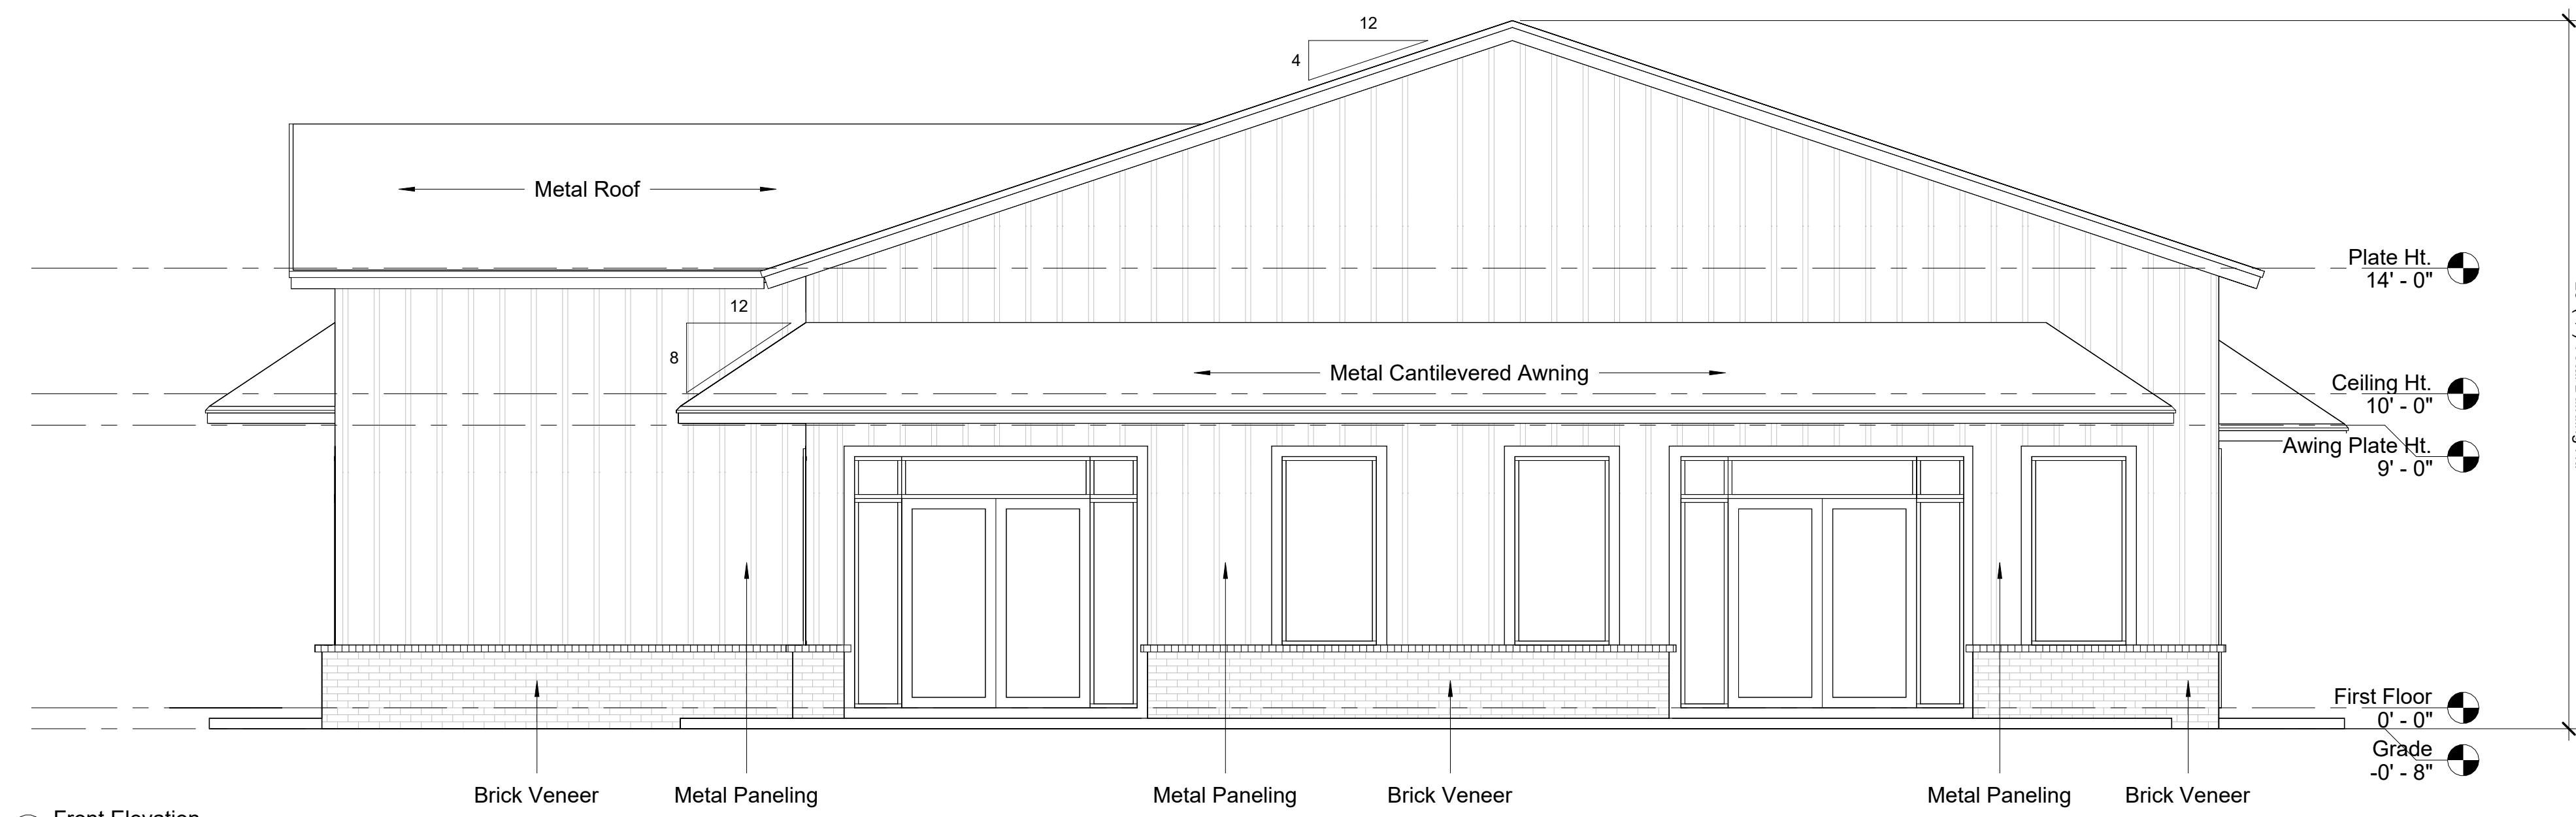 12
4
Metal Roof
Plate Ht.
14' - 0"
12
8
Metal Cantilevered Awning
Ceiling Ht.
10' - 0"
Awing Plate Ht.
9' - 0"
First Floor
0' - 0"
Grade
-0' - 8"
Brick Veneer
Metal Paneling
Metal Paneling
Brick Veneer
Metal Paneling
Brick Veneer
Front Elevation